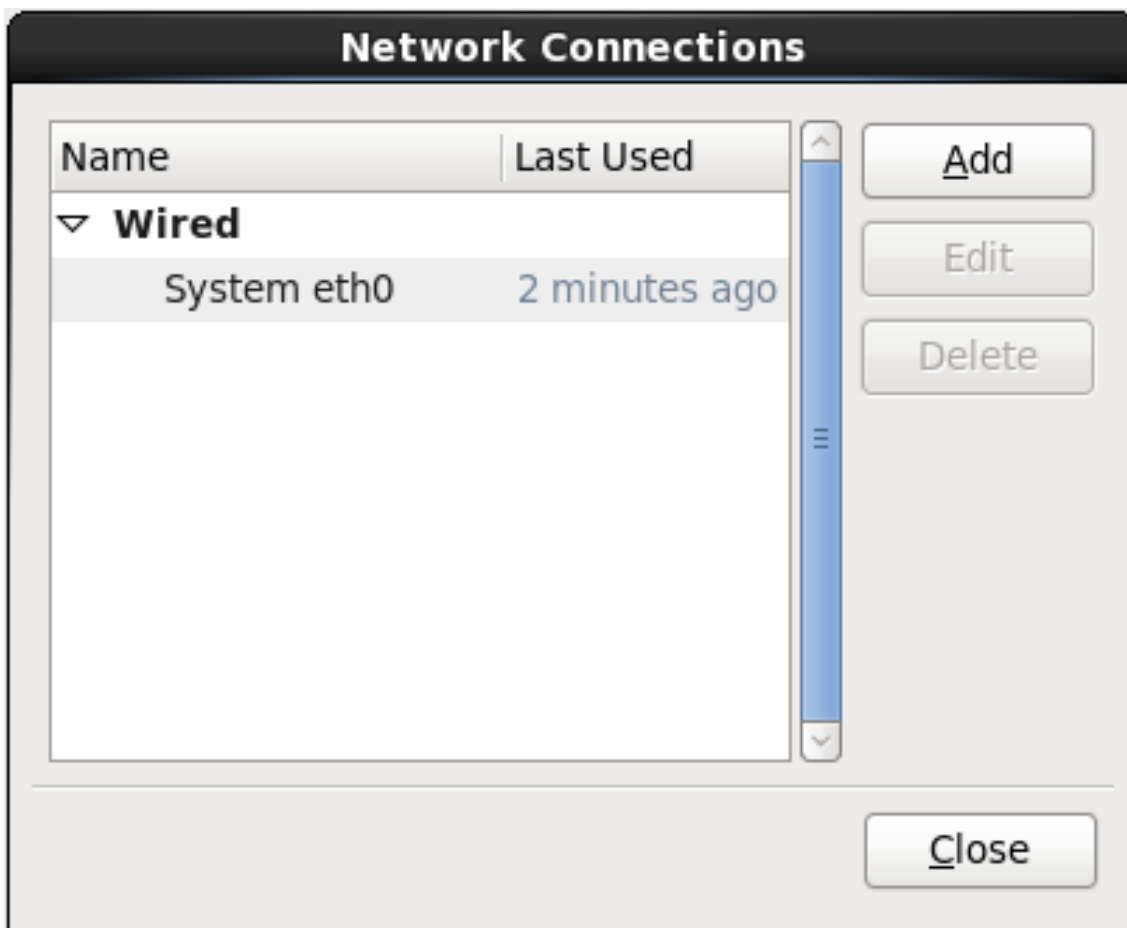 Network Connections
Name Last Used Add
Wired Edit
System eth0 2 minutes ago
Delete
Close